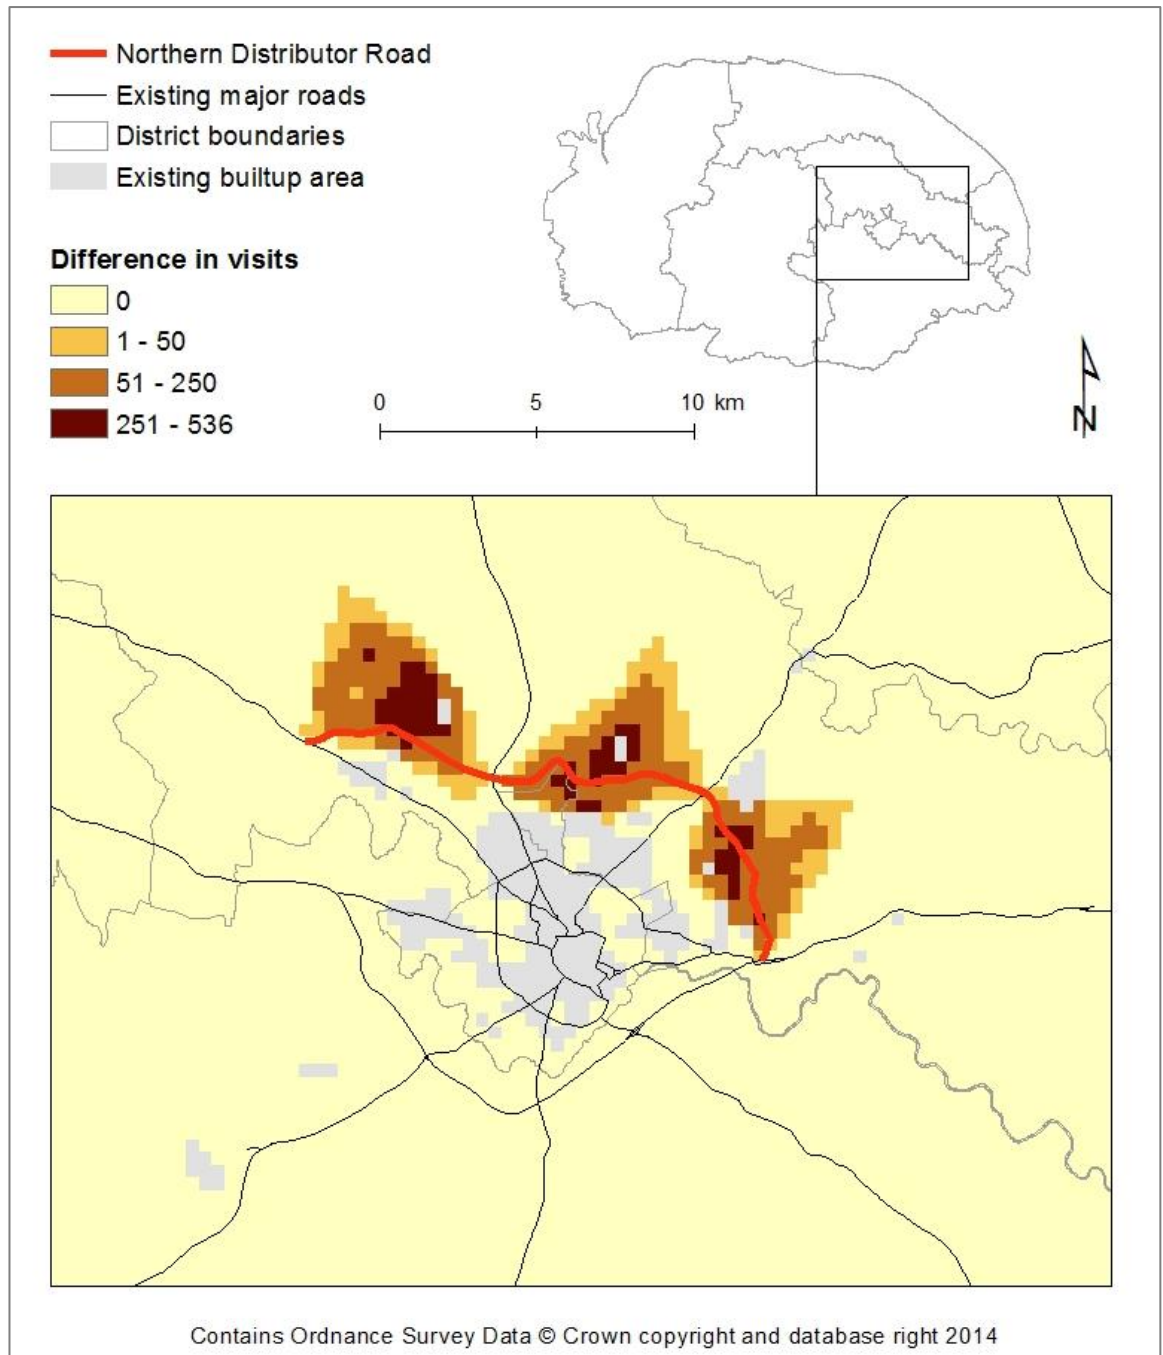 Northern Distributor Road
Existing major roads
District boundaries
Existing builtup area
Difference in visits
0
1 - 50
51 - 250
251 - 536
0 5 10 km
N
Contains Ordnance Survey Data © Crown copyright and database right 2014